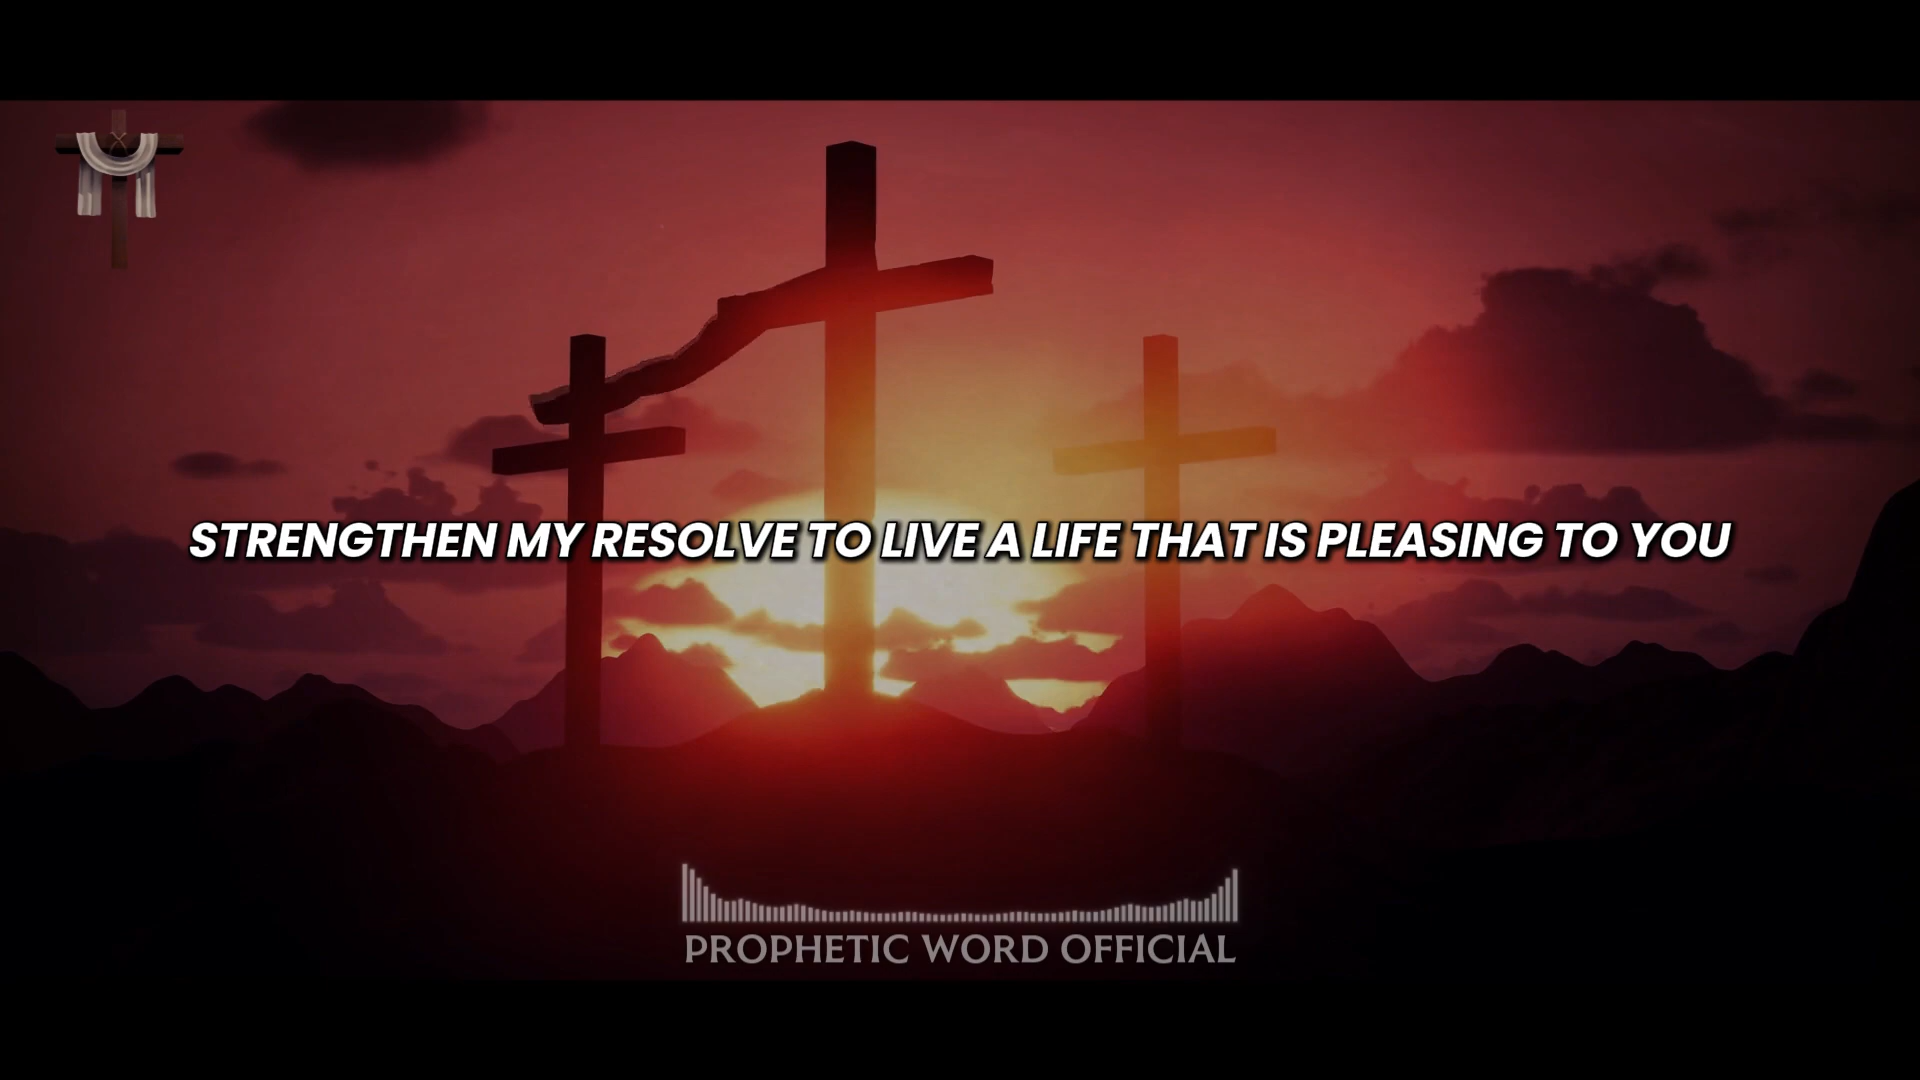 STRENGTHEN MY RESOLVE TO LIVE A LIFE THAT IS PLEASING TO YOU
PROPHETIC WORD OFFICIAL